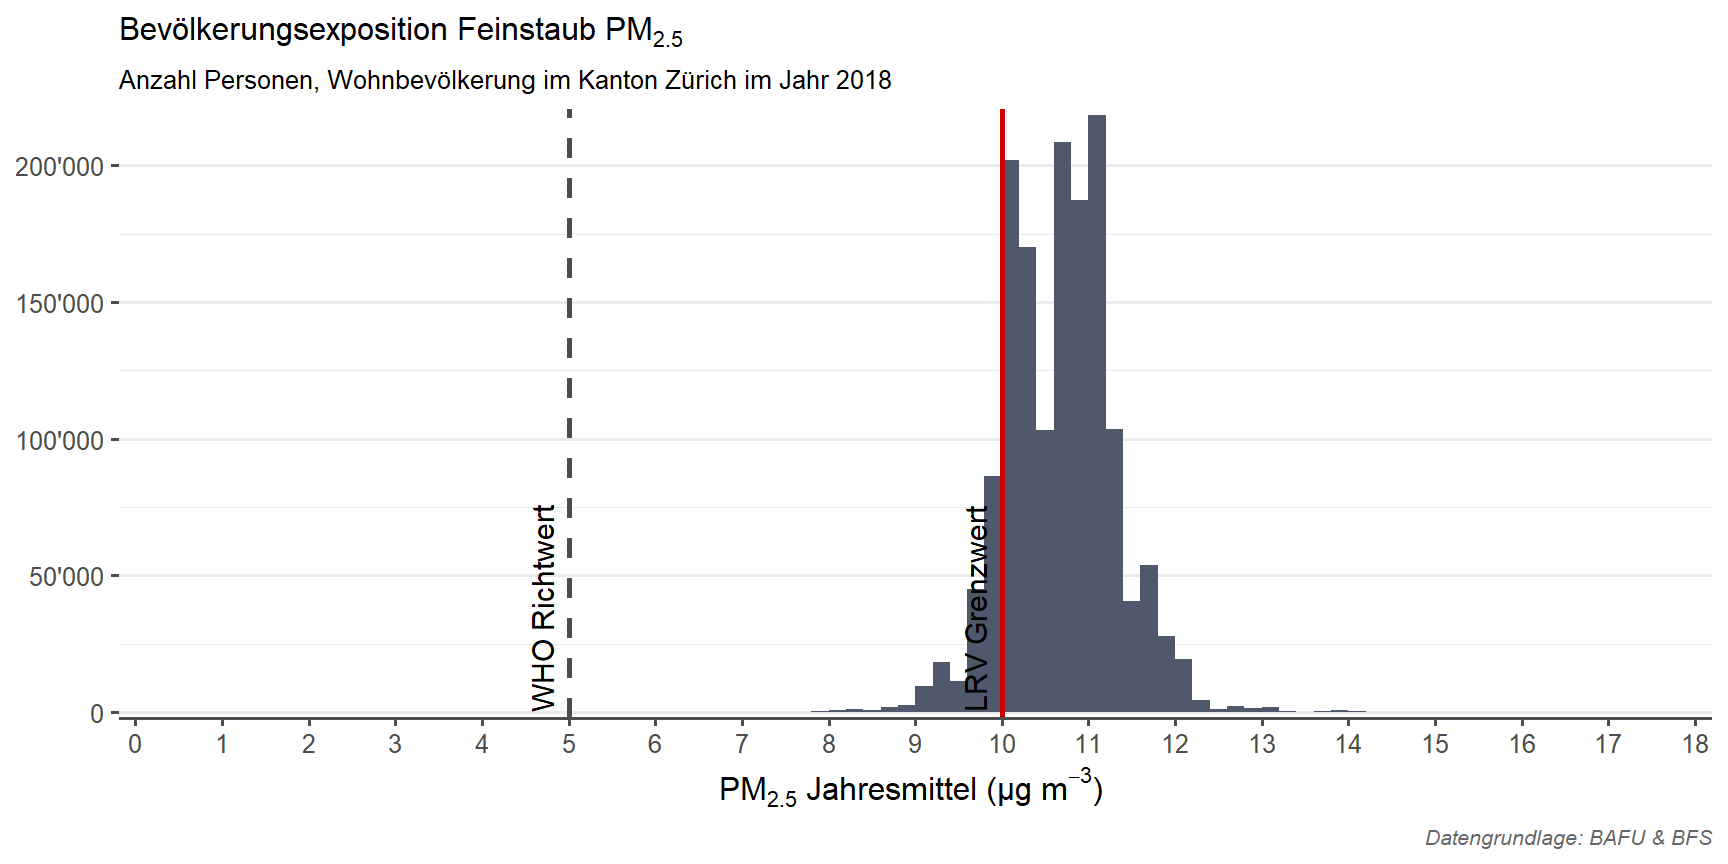 Bevölkerungsexposition Feinstaub PM2.5
Anzahl Personen, Wohnbevölkerung im Kanton Zürich im Jahr 2018
200'000
150'000
100'000
50'000
0
WHO Richtwert
LRV Grenzwert
0 1 2 3 4 5 6 7 8 9 10 11 12 13 14 15 16 17 18
PM2.5 Jahresmittel (µg m−3)
Datengrundlage: BAFU & BFS